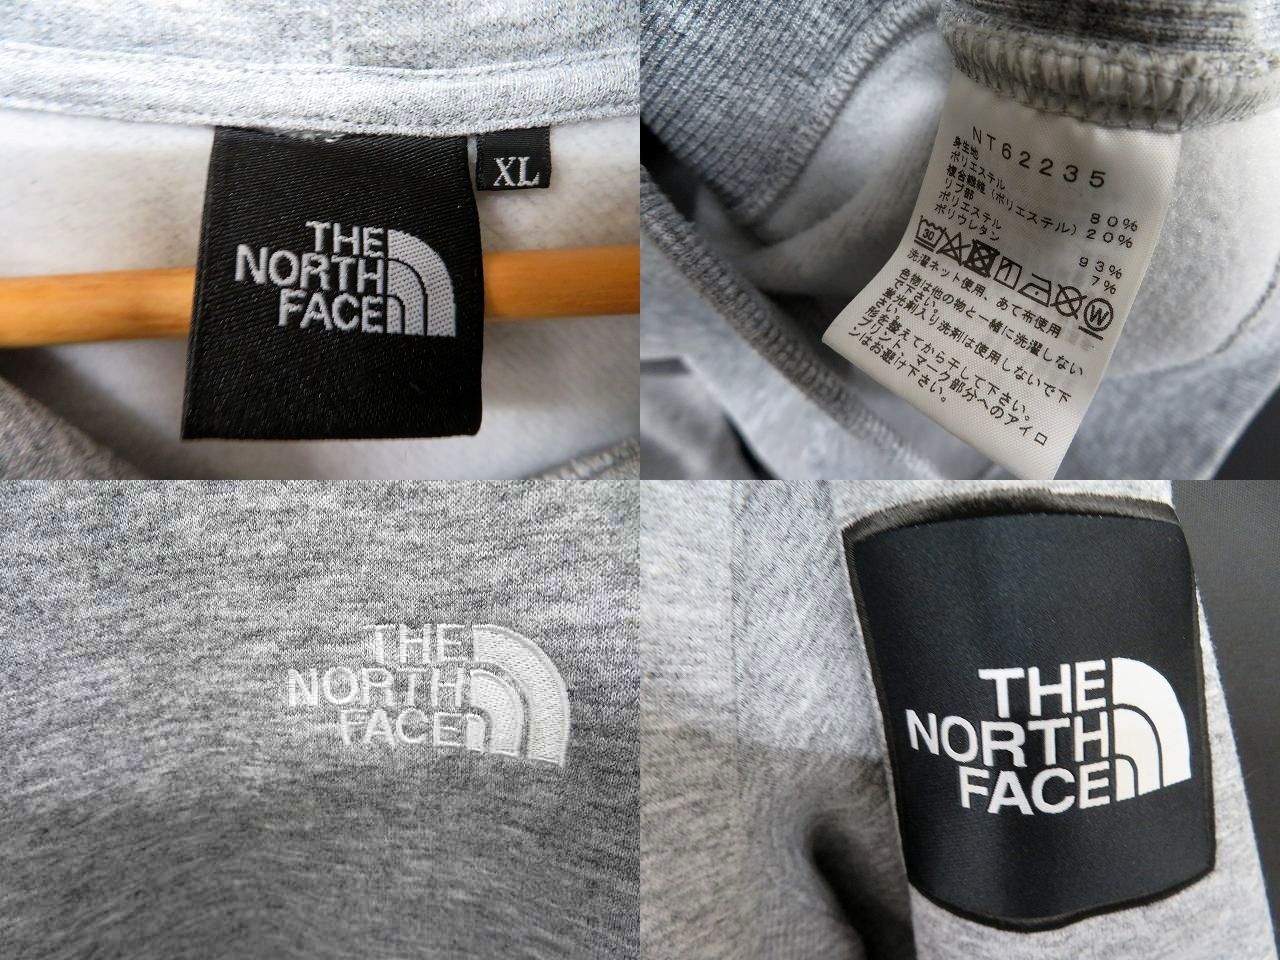 THE
NORTH
FACE
XL
NT62235
身生地
ポリエステル 80%
複合繊維(ポリエステル) 20%
リブ部
ポリエステル 93%
ポリウレタン 7%
30
W
洗濯ネット使用、あて布使用
色物は他の物と一緒に洗濯しない
で下さい。
蛍光剤入り洗剤は使用しないで下
さい。
形を整えてから干して下さい。
プリント、マーク部分へのアイロ
ンはお避け下さい。
THE
NORTH
FACE
THE
NORTH
FACE